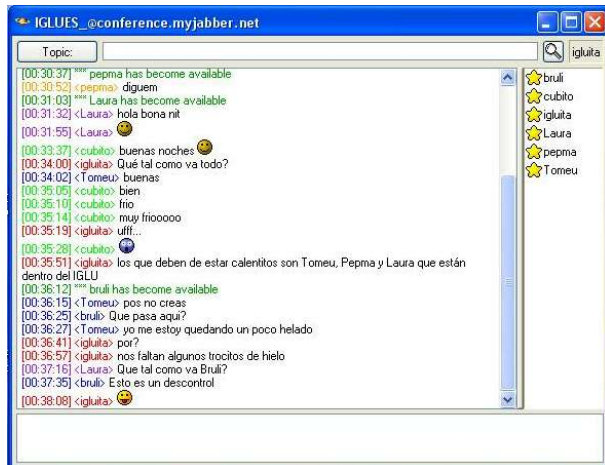 IGLUES_@conference.myjabber.net
Topic:
igluita
[00:30:37] *** pepma has become available
[00:30:52] <pepma> diguem
[00:31:03] *** Laura has become available
[00:31:32] <Laura> hola bona nit
[00:31:55] <Laura>
[00:33:37] <cubito> buenas noches
[00:34:00] <igluita> Qué tal como va todo?
[00:34:02] <Tomeu> buenas
[00:35:05] <cubito> bien
[00:35:10] <cubito> frio
[00:35:14] <cubito> muy friooooo
[00:35:19] <igluita> ufff...
[00:35:28] <cubito>
[00:35:51] <igluita> los que deben de estar calentitos son Tomeu, Pepma y Laura que están
dentro del IGLU
[00:36:12] *** bruli has become available
[00:36:15] <Tomeu> pos no creas
[00:36:25] <bruli> Que pasa aqui?
[00:36:27] <Tomeu> yo me estoy quedando un poco helado
[00:36:41] <igluita> por?
[00:36:57] <igluita> nos faltan algunos trocitos de hielo
[00:37:16] <Laura> Que tal como va Bruli?
[00:37:35] <bruli> Esto es un descontrol
[00:38:08] <igluita>
bruli
cubito
igluita
Laura
pepma
Tomeu